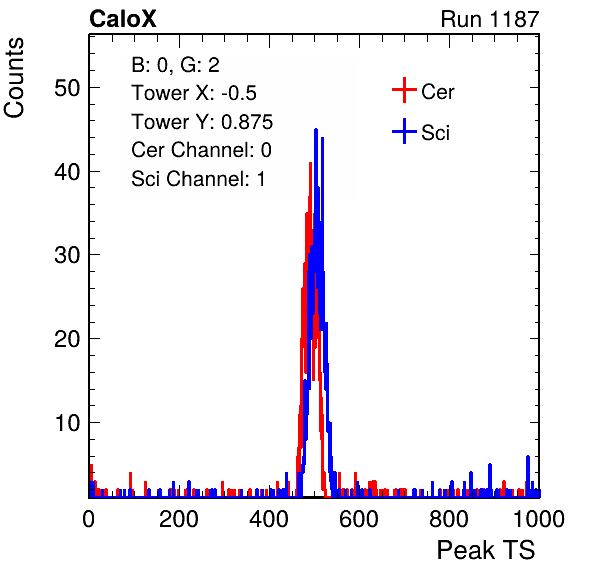 CaloX Run 1187
Counts
B: 0, G: 2
Tower X: -0.5
Tower Y: 0.875
Cer Channel: 0
Sci Channel: 1
Cer
Sci
50
40
30
20
10
0 200 400 600 800 1000
Peak TS